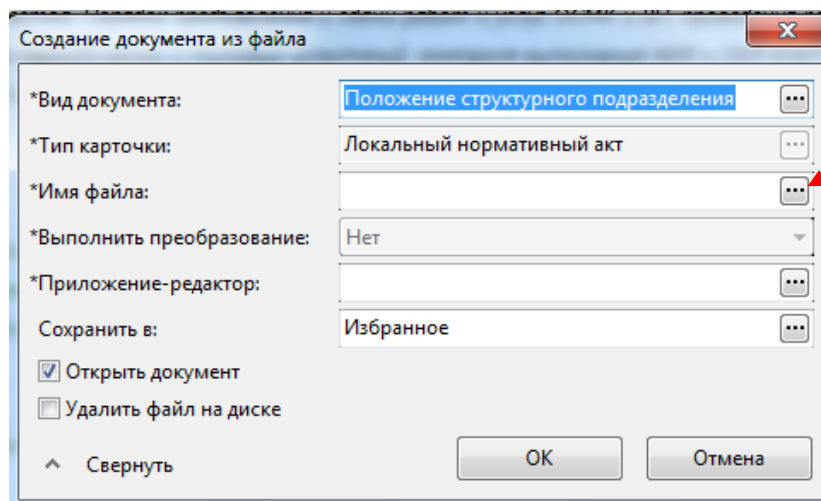 Создание документа из файла
*Вид документа: Положение структурного подразделения
*Тип карточки: Локальный нормативный акт
*Имя файла:
*Выполнить преобразование: Нет
*Приложение-редактор:
Сохранить в: Избранное
Открыть документ
Удалить файл на диске
Свернуть OK Отмена